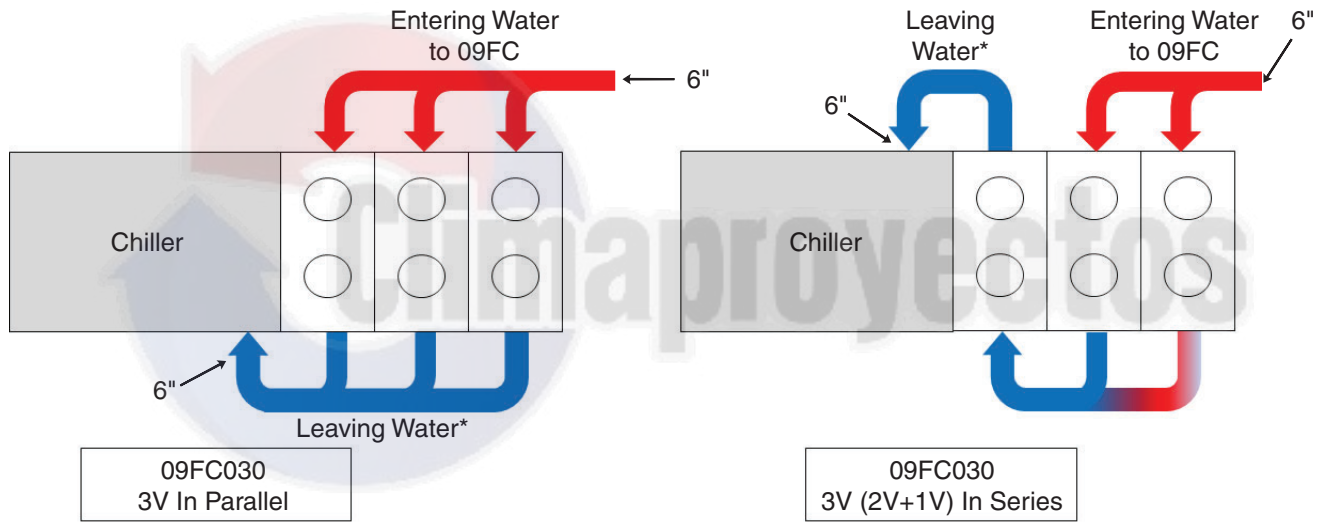 Entering Water
to 09FC
6"
Chiller
6"
Leaving Water*
09FC030
3V In Parallel
Leaving
Water*
Entering Water
to 09FC
6"
6"
Chiller
09FC030
3V (2V+1V) In Series
Climaproyectos